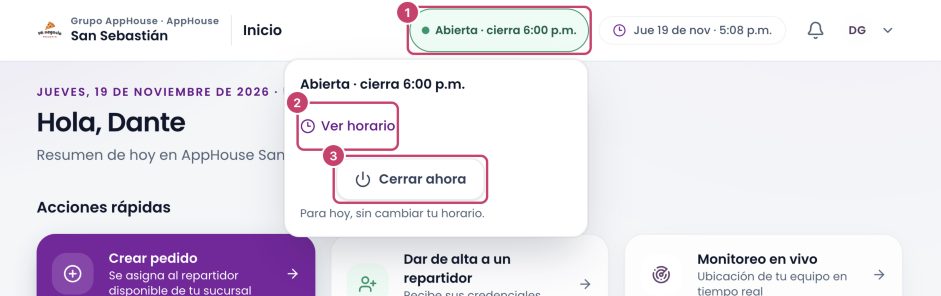 Grupo AppHouse · AppHouse
San Sebastián
Inicio
1
Abierta · cierra 6:00 p.m.
Jue 19 de nov · 5:08 p.m.
DG
Abierta · cierra 6:00 p.m.
JUEVES, 19 DE NOVIEMBRE DE 2026 ·
2
Ver horario
Hola, Dante
Resumen de hoy en AppHouse San
3
Cerrar ahora
Para hoy, sin cambiar tu horario.
Acciones rápidas
Crear pedido
Se asigna al repartidor
disponible de tu sucursal
Dar de alta a un
repartidor
Recibe sus credenciales
Monitoreo en vivo
Ubicación de tu equipo en
tiempo real